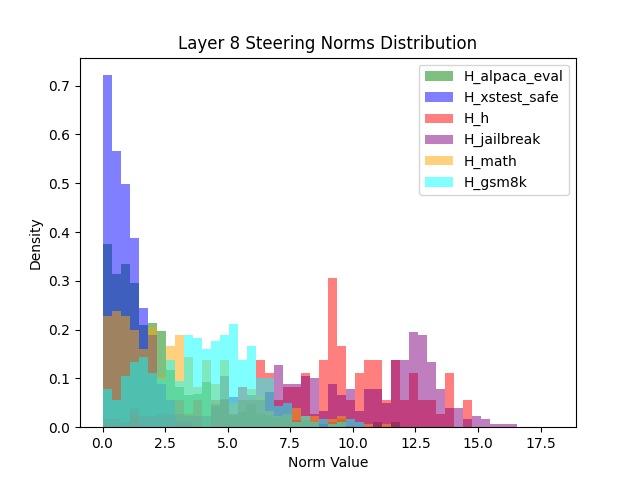 Layer 8 Steering Norms Distribution
H_alpaca_eval
H_xstest_safe
H_h
H_jailbreak
H_math
H_gsm8k
Density
0.7
0.6
0.5
0.4
0.3
0.2
0.1
0.0
0.0
2.5
5.0
7.5
10.0
12.5
15.0
17.5
Norm Value